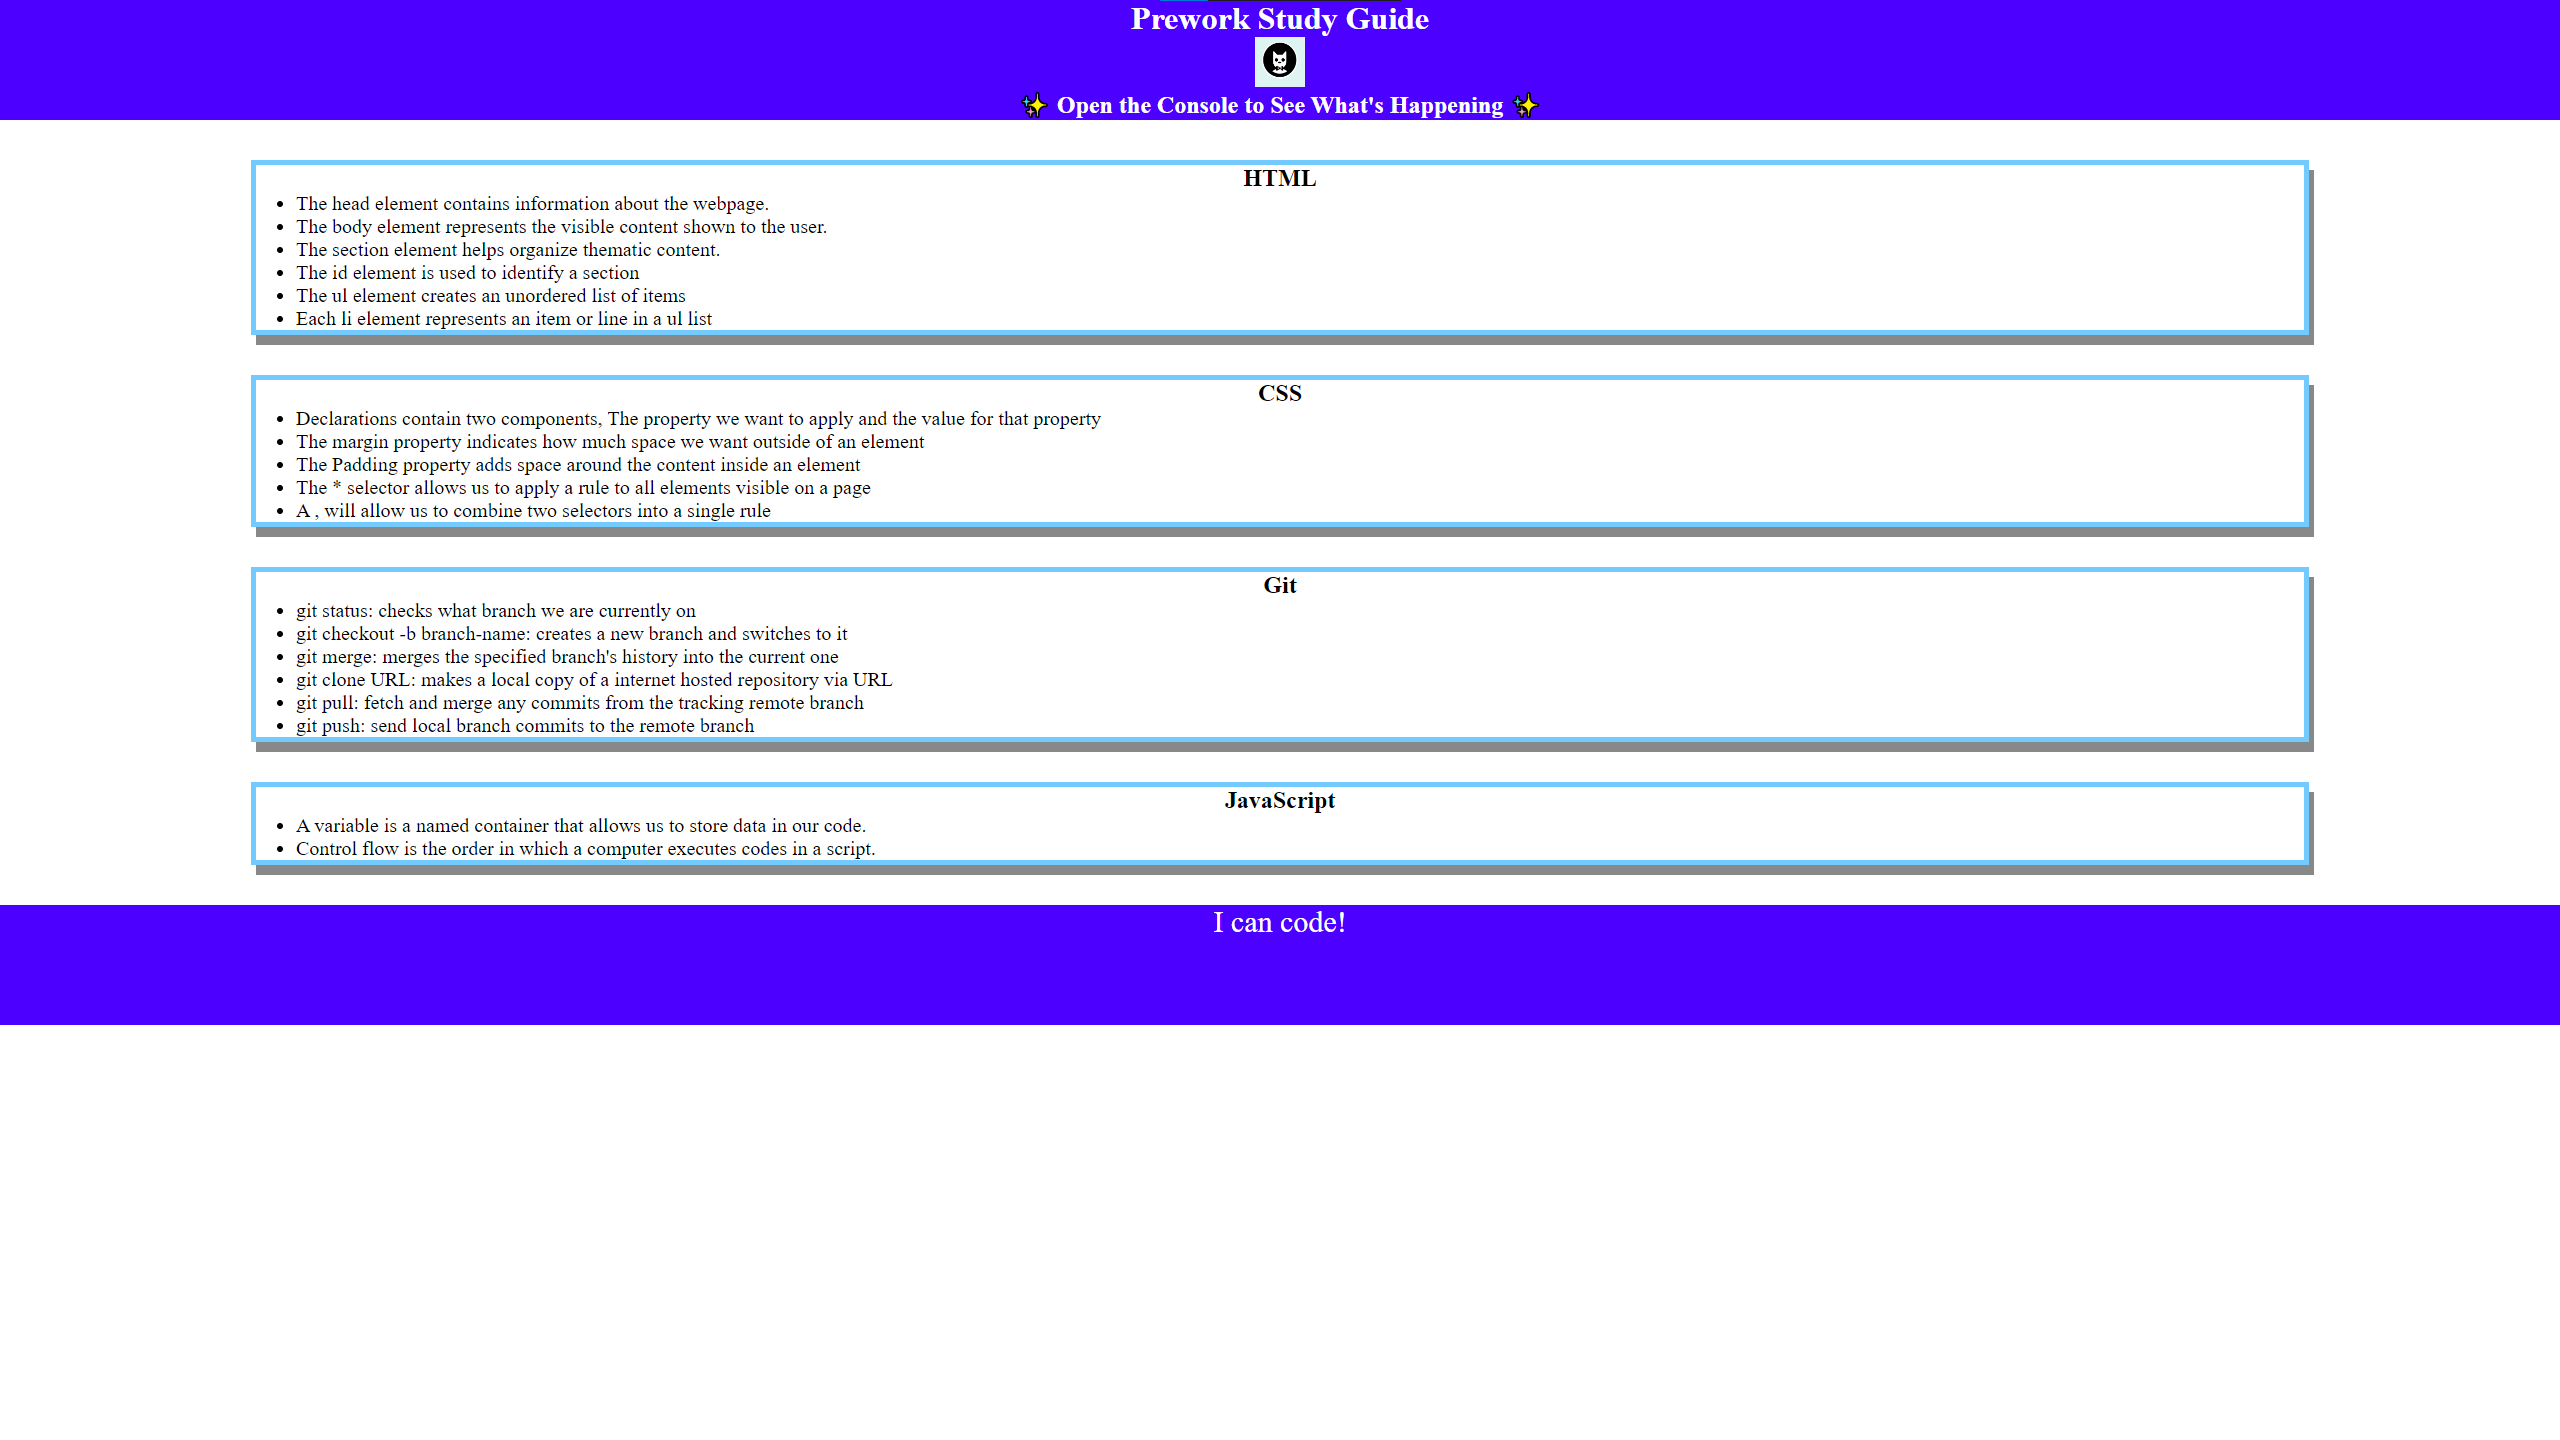 Prework Study Guide
✨ Open the Console to See What's Happening ✨
HTML
• The head element contains information about the webpage.
• The body element represents the visible content shown to the user.
• The section element helps organize thematic content.
• The id element is used to identify a section
• The ul element creates an unordered list of items
• Each li element represents an item or line in a ul list
CSS
• Declarations contain two components, The property we want to apply and the value for that property
• The margin property indicates how much space we want outside of an element
• The Padding property adds space around the content inside an element
• The * selector allows us to apply a rule to all elements visible on a page
• A , will allow us to combine two selectors into a single rule
Git
• git status: checks what branch we are currently on
• git checkout -b branch-name: creates a new branch and switches to it
• git merge: merges the specified branch's history into the current one
• git clone URL: makes a local copy of a internet hosted repository via URL
• git pull: fetch and merge any commits from the tracking remote branch
• git push: send local branch commits to the remote branch
JavaScript
• A variable is a named container that allows us to store data in our code.
• Control flow is the order in which a computer executes codes in a script.
I can code!